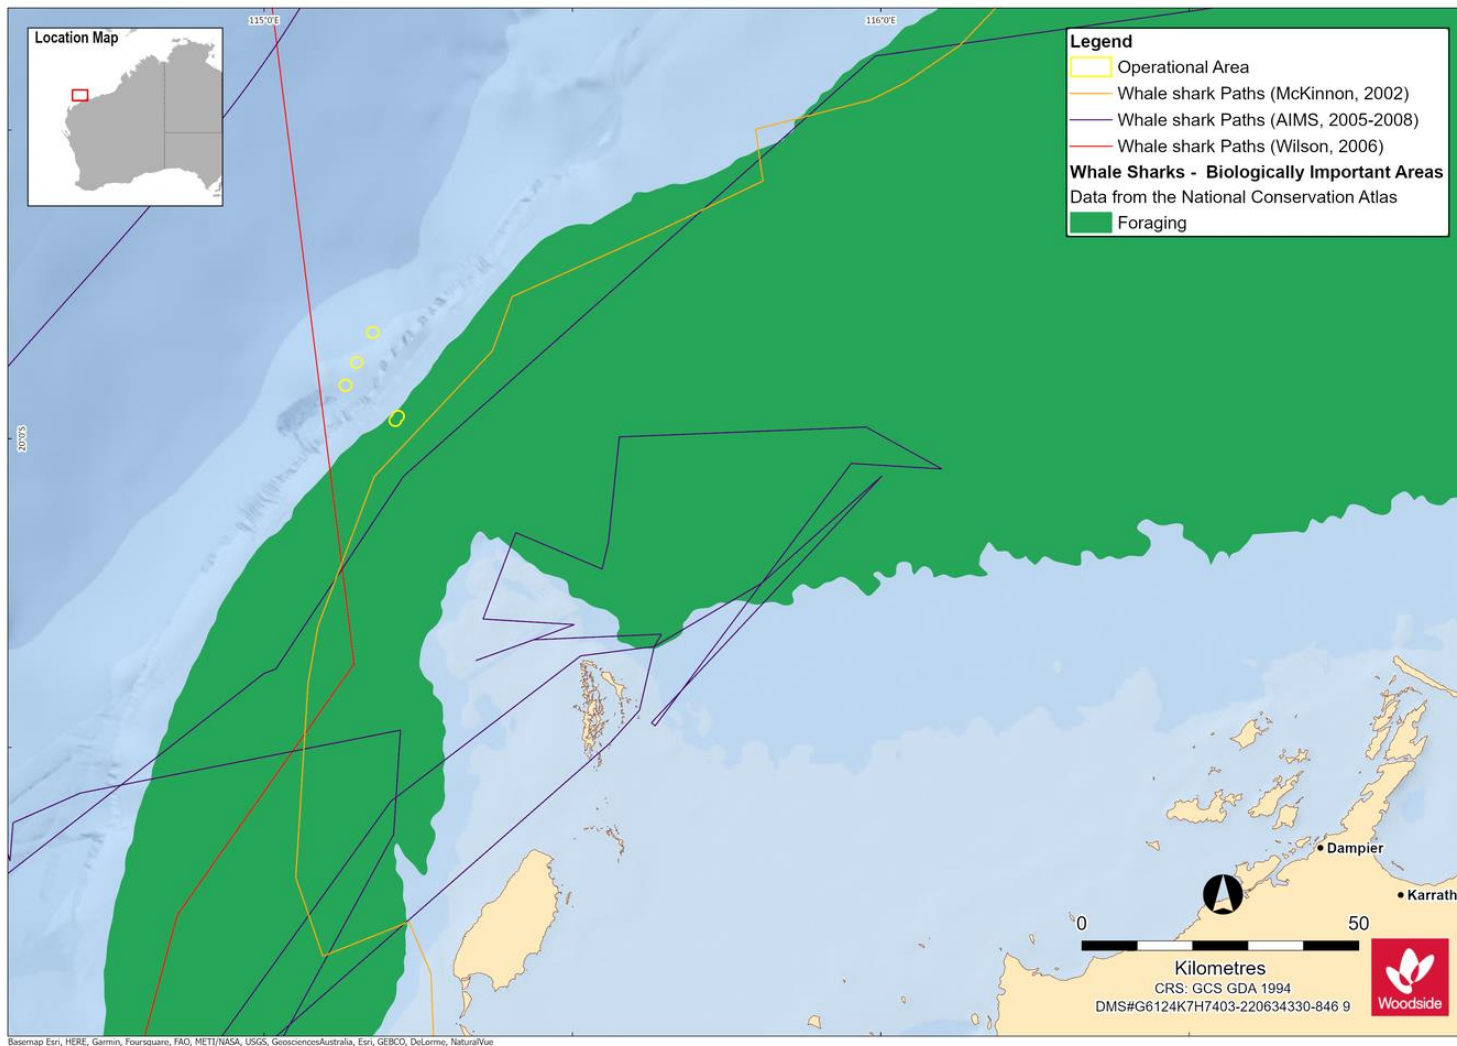 115°0'E
116°0'E
20°0'S
Location Map
Legend
Operational Area
Whale shark Paths (McKinnon, 2002)
Whale shark Paths (AIMS, 2005-2008)
Whale shark Paths (Wilson, 2006)
Whale Sharks - Biologically Important Areas
Data from the National Conservation Atlas
Foraging
Dampier
Karrath
0 50
Kilometres
CRS: GCS GDA 1994
DMS#G6124K7H7403-220634330-846 9
Woodside
Basemap Esri, HERE, Garmin, Foursquare, FAO, METI/NASA, USGS, GeosciencesAustralia, Esri, GEBCO, DeLorme, NaturalVue